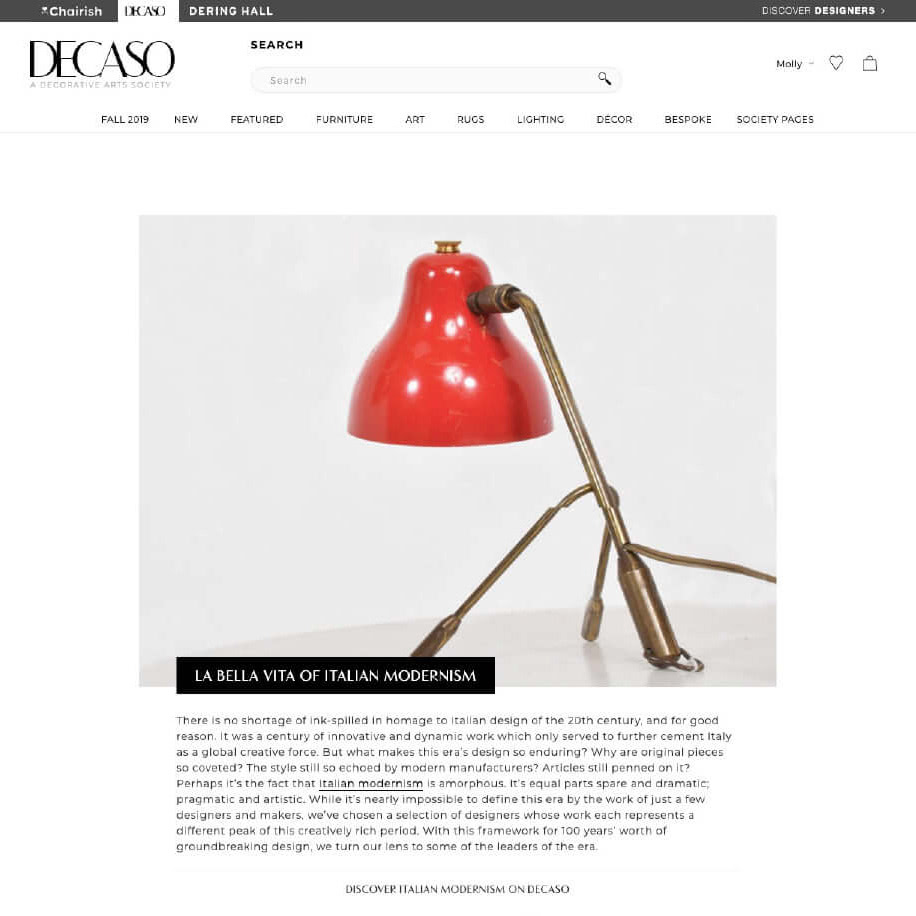 Chairish DECASO DERING HALL DISCOVER DESIGNERS >
DECASO
A DECORATIVE ARTS SOCIETY
SEARCH
Search
Molly
FALL 2019 NEW FEATURED FURNITURE ART RUGS LIGHTING DÉCOR BESPOKE SOCIETY PAGES
LA BELLA VITA OF ITALIAN MODERNISM
There is no shortage of ink-spilled in homage to Italian design of the 20th century, and for good
reason. It was a century of innovative and dynamic work which only served to further cement Italy
as a global creative force. But what makes this era's design so enduring? Why are original pieces
so coveted? The style still so echoed by modern manufacturers? Articles still penned on it?
Perhaps it's the fact that Italian modernism is amorphous. It's equal parts spare and dramatic;
pragmatic and artistic. While it's nearly impossible to define this era by the work of just a few
designers and makers, we've chosen a selection of designers whose work each represents a
different peak of this creatively rich period. With this framework for 100 years' worth of
groundbreaking design, we turn our lens to some of the leaders of the era.
DISCOVER ITALIAN MODERNISM ON DECASO